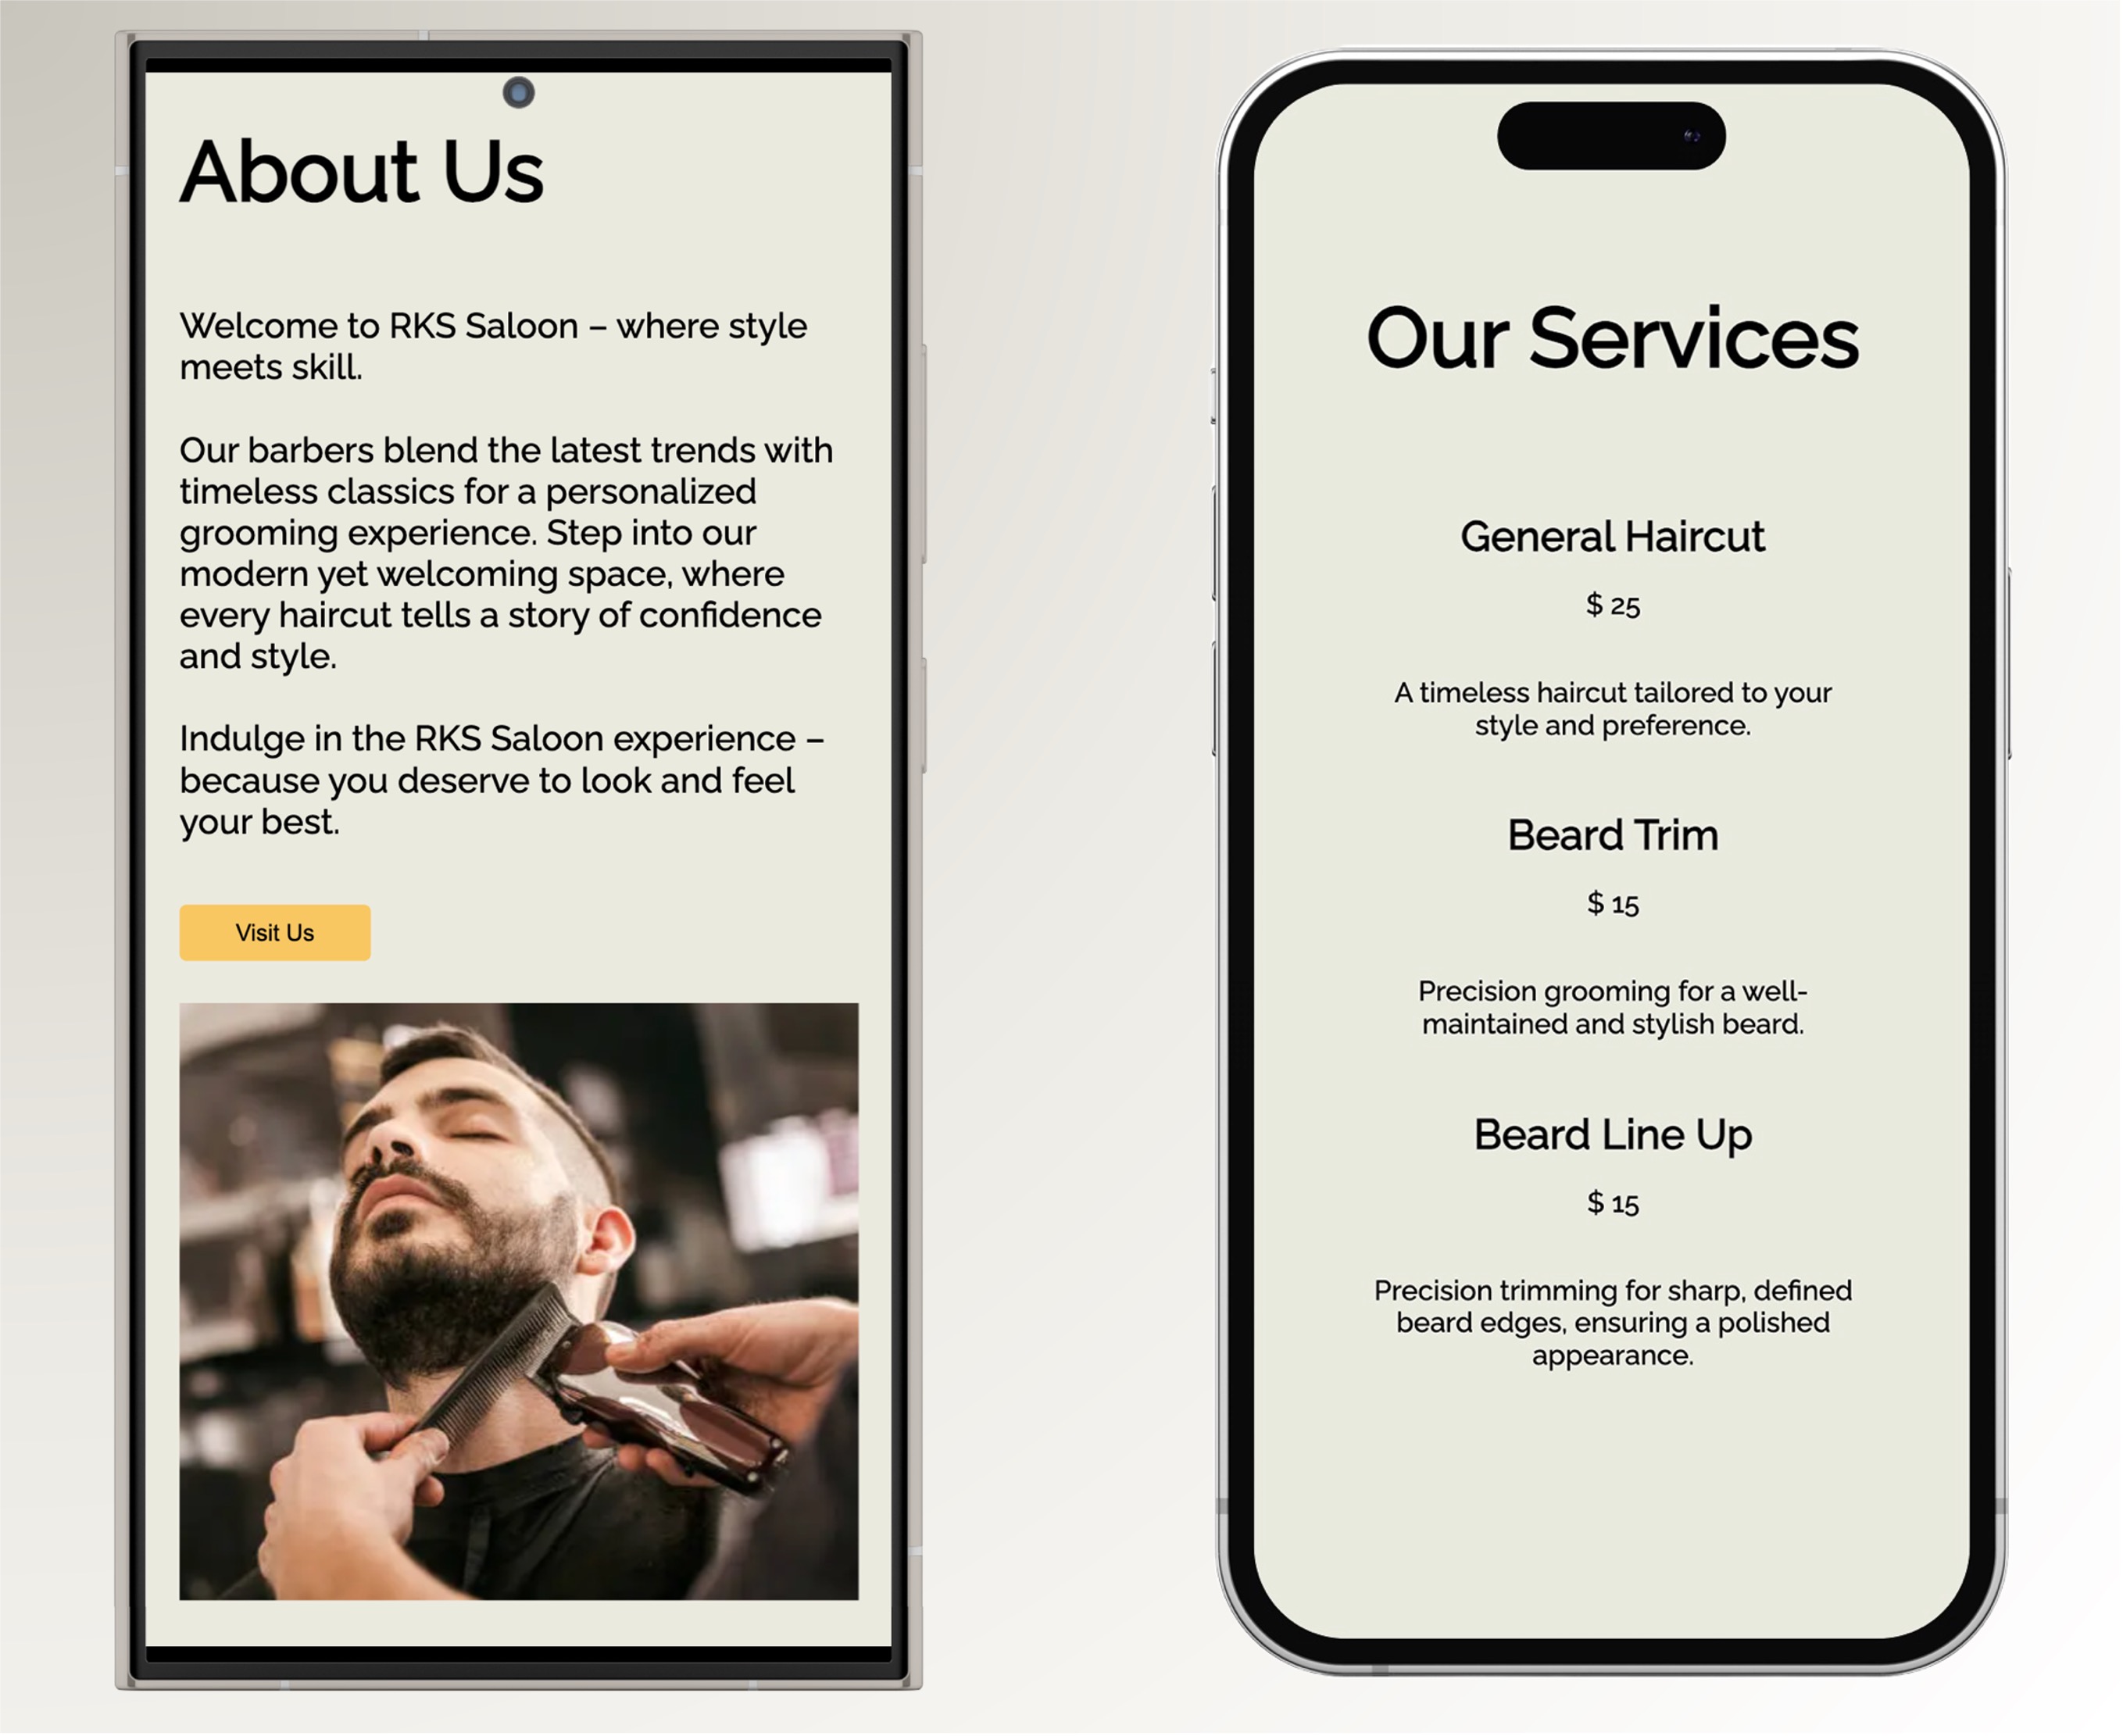 About Us
Welcome to RKS Saloon – where style
meets skill.
Our barbers blend the latest trends with
timeless classics for a personalized
grooming experience. Step into our
modern yet welcoming space, where
every haircut tells a story of confidence
and style.
Indulge in the RKS Saloon experience –
because you deserve to look and feel
your best.
Visit Us
Our Services
General Haircut
$ 25
A timeless haircut tailored to your
style and preference.
Beard Trim
$ 15
Precision grooming for a well-
maintained and stylish beard.
Beard Line Up
$ 15
Precision trimming for sharp, defined
beard edges, ensuring a polished
appearance.